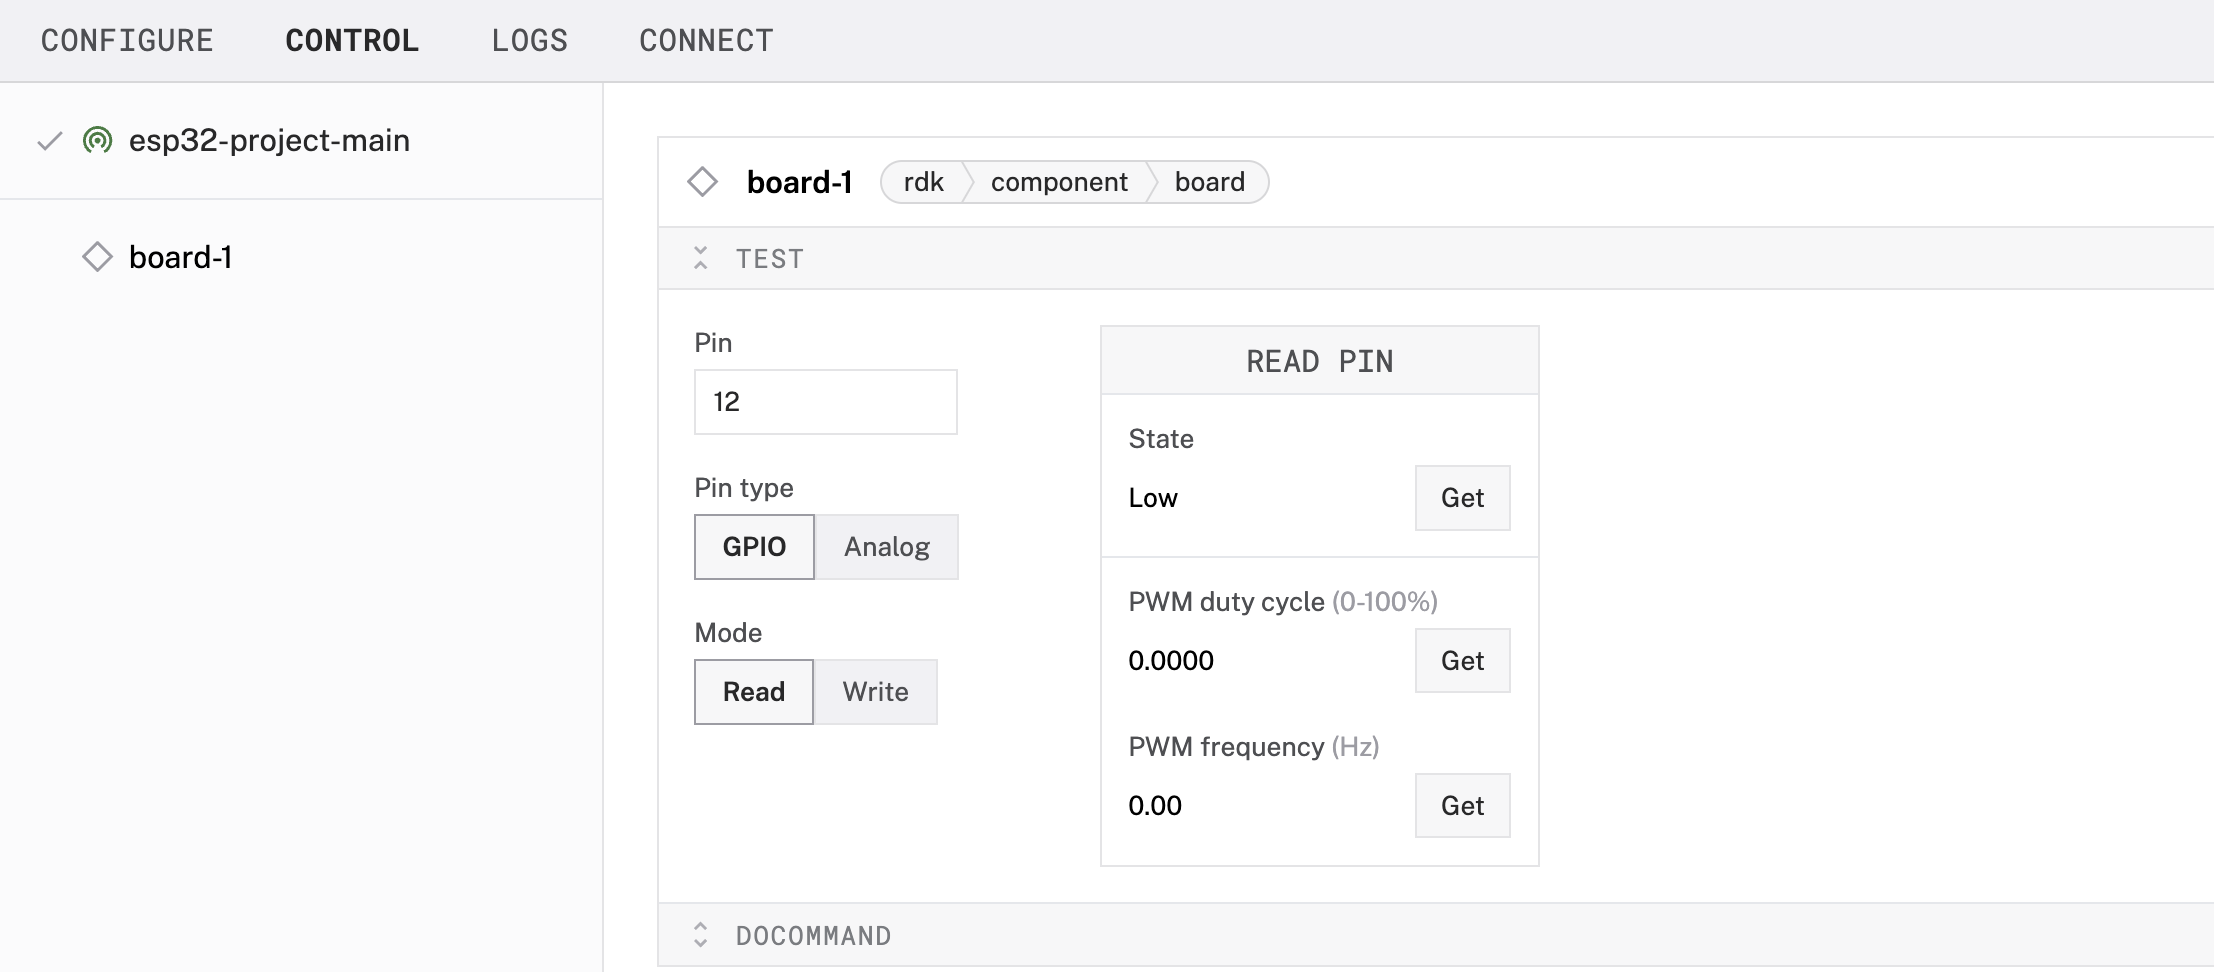 CONFIGURE CONTROL LOGS CONNECT
esp32-project-main
board-1
board-1 rdk component board
TEST
Pin
12
Pin type
GPIO Analog
Mode
Read Write
READ PIN
State
Low Get
PWM duty cycle (0-100%)
0.0000 Get
PWM frequency (Hz)
0.00 Get
DOCOMMAND